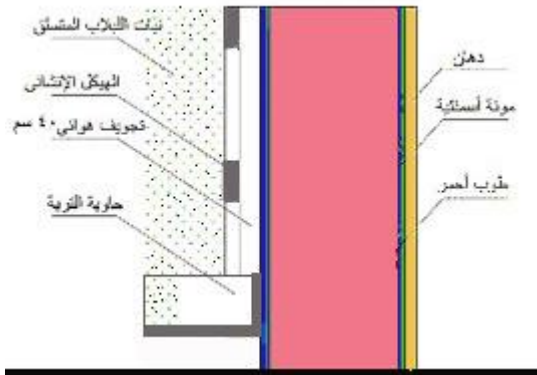 نبات اللبلاب المتسلق
الهيكل الإنشائي
تجويف هوائي ٤٠ سم
حاوية التربة
دهان
مونة أسمنتية
طوب أحمر